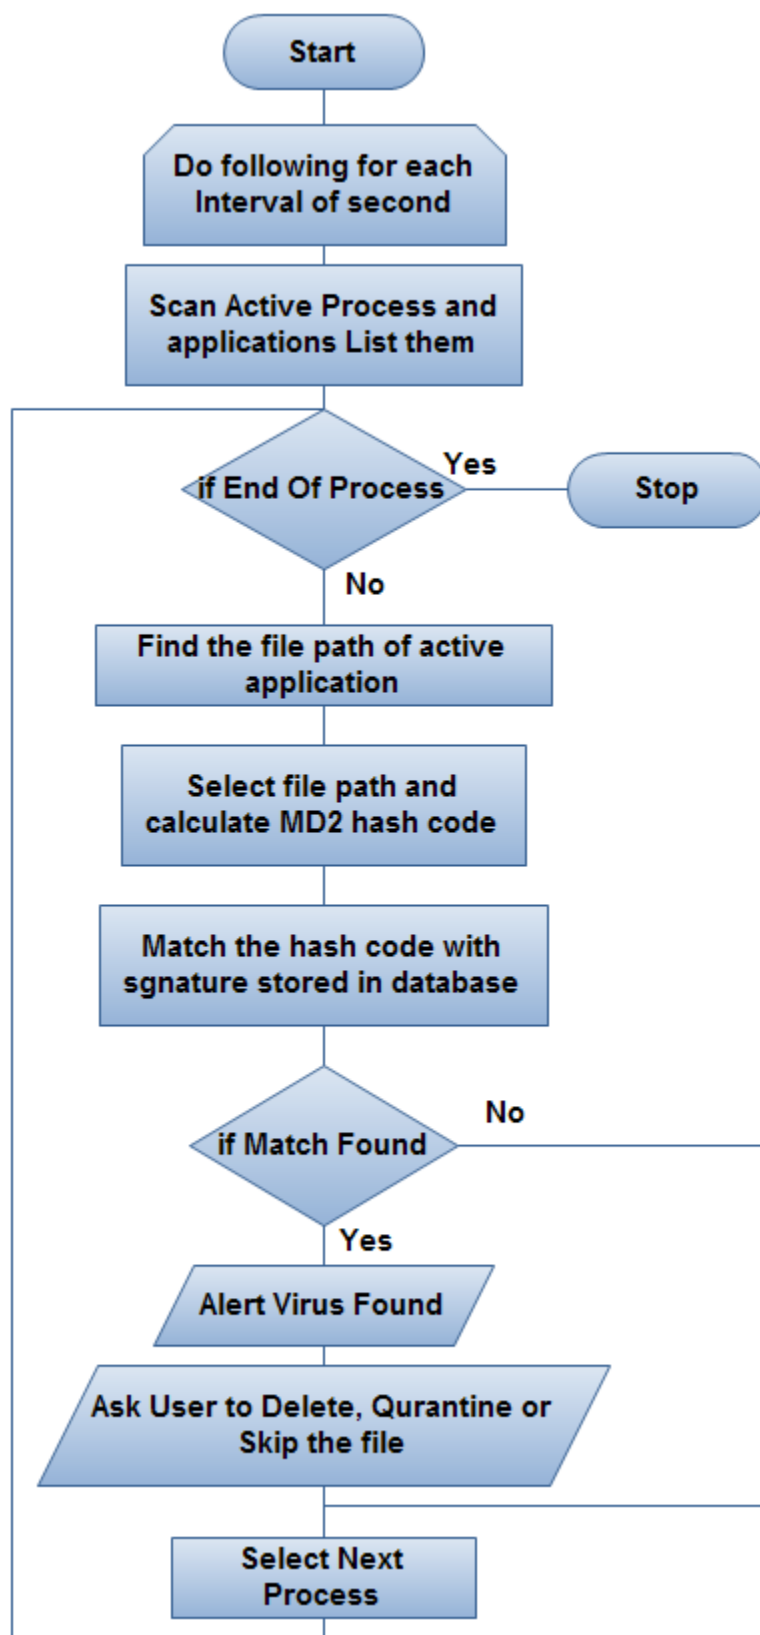 Start
Do following for each
Interval of second
Scan Active Process and
applications List them
if End Of Process
Yes
Stop
No
Find the file path of active
application
Select file path and
calculate MD2 hash code
Match the hash code with
sgnature stored in database
if Match Found
No
Yes
Alert Virus Found
Ask User to Delete, Qurantine or
Skip the file
Select Next
Process